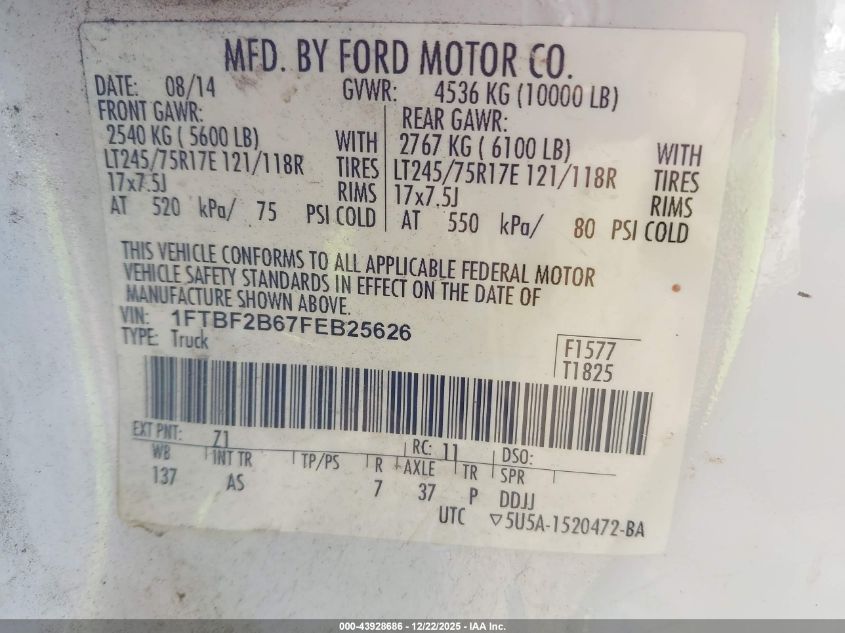 MFD. BY FORD MOTOR CO.
DATE: 08/14 GVWR: 4536 KG (10000 LB)
FRONT GAWR: REAR GAWR:
2540 KG ( 5600 LB) WITH 2767 KG ( 6100 LB) WITH
LT245/75R17E 121/118R TIRES LT245/75R17E 121/118R TIRES
17x7.5J RIMS 17x7.5J RIMS
AT 520 kPa/ 75 PSI COLD AT 550 kPa/ 80 PSI COLD
THIS VEHICLE CONFORMS TO ALL APPLICABLE FEDERAL MOTOR
VEHICLE SAFETY STANDARDS IN EFFECT ON THE DATE OF
MANUFACTURE SHOWN ABOVE.
VIN: 1FTBF2B67FEB25626
TYPE: Truck
F1577
T1825
EXT PNT: Z1 RC: 11 DSO:
WB INT TR TP/PS R AXLE TR SPR
137 AS 7 37 P DDJJ
UTC ▽5U5A-1520472-BA
000-43928686 - 12/22/2025 - IAA Inc.